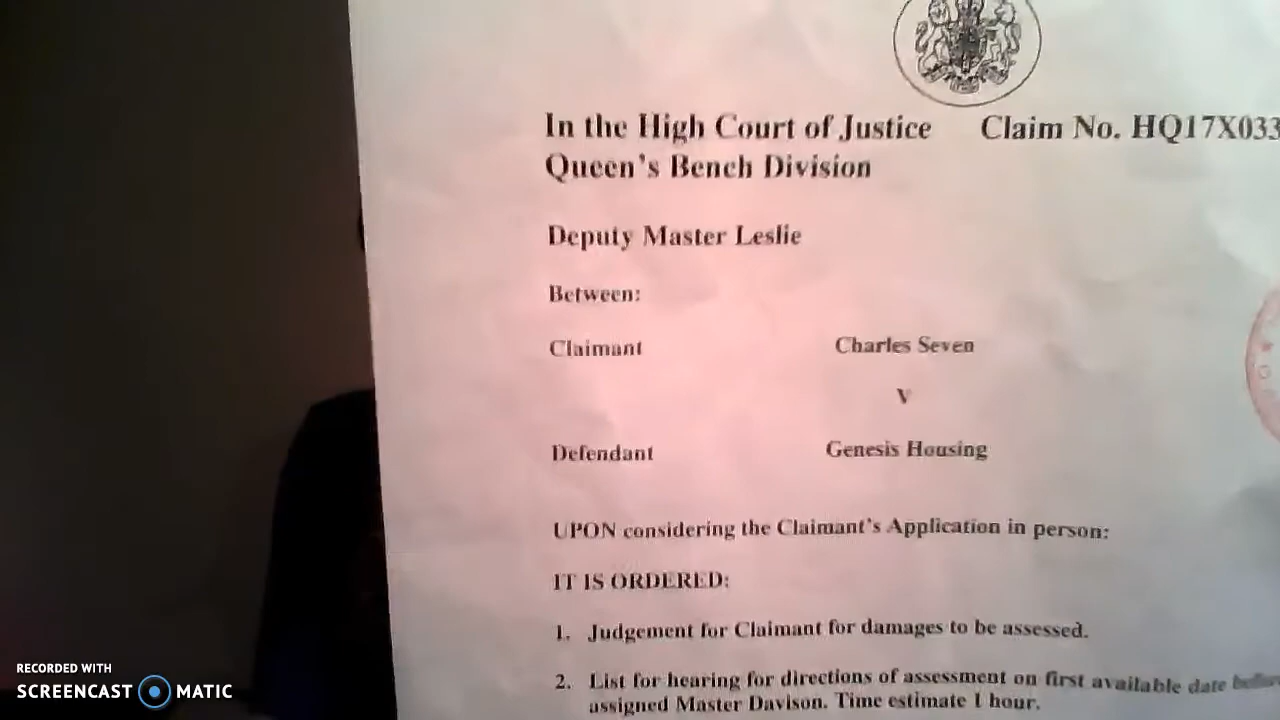 In the High Court of Justice Claim No. HQ17X033
Queen's Bench Division
Deputy Master Leslie
Between:
Claimant Charles Seven
V
Defendant Genesis Housing
UPON considering the Claimant's Application in person:
IT IS ORDERED:
1. Judgement for Claimant for damages to be assessed.
2. List for hearing for directions of assessment on first available date before
assigned Master Davison. Time estimate 1 hour.
RECORDED WITH
SCREENCAST MATIC